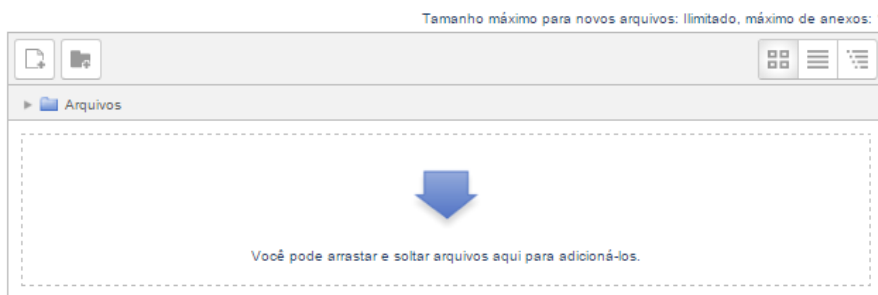 Tamanho máximo para novos arquivos: Ilimitado, máximo de anexos:
Arquivos
Você pode arrastar e soltar arquivos aqui para adicioná-los.